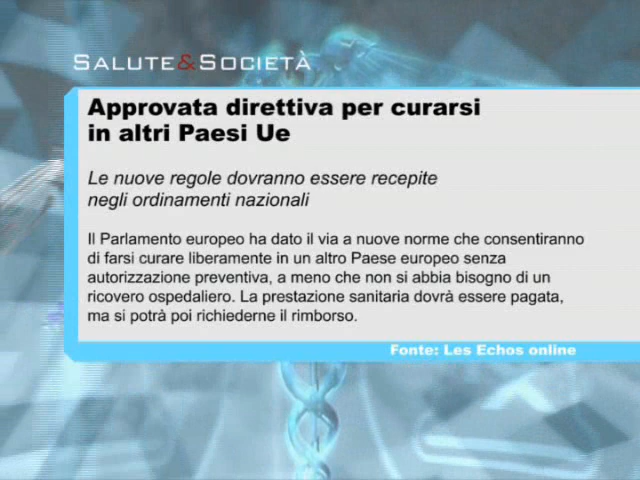 SALUTE&SOCIETÀ
Approvata direttiva per curarsi
in altri Paesi Ue
Le nuove regole dovranno essere recepite
negli ordinamenti nazionali
Il Parlamento europeo ha dato il via a nuove norme che consentiranno
di farsi curare liberamente in un altro Paese europeo senza
autorizzazione preventiva, a meno che non si abbia bisogno di un
ricovero ospedaliero. La prestazione sanitaria dovrà essere pagata,
ma si potrà poi richiederne il rimborso.
Fonte: Les Echos online